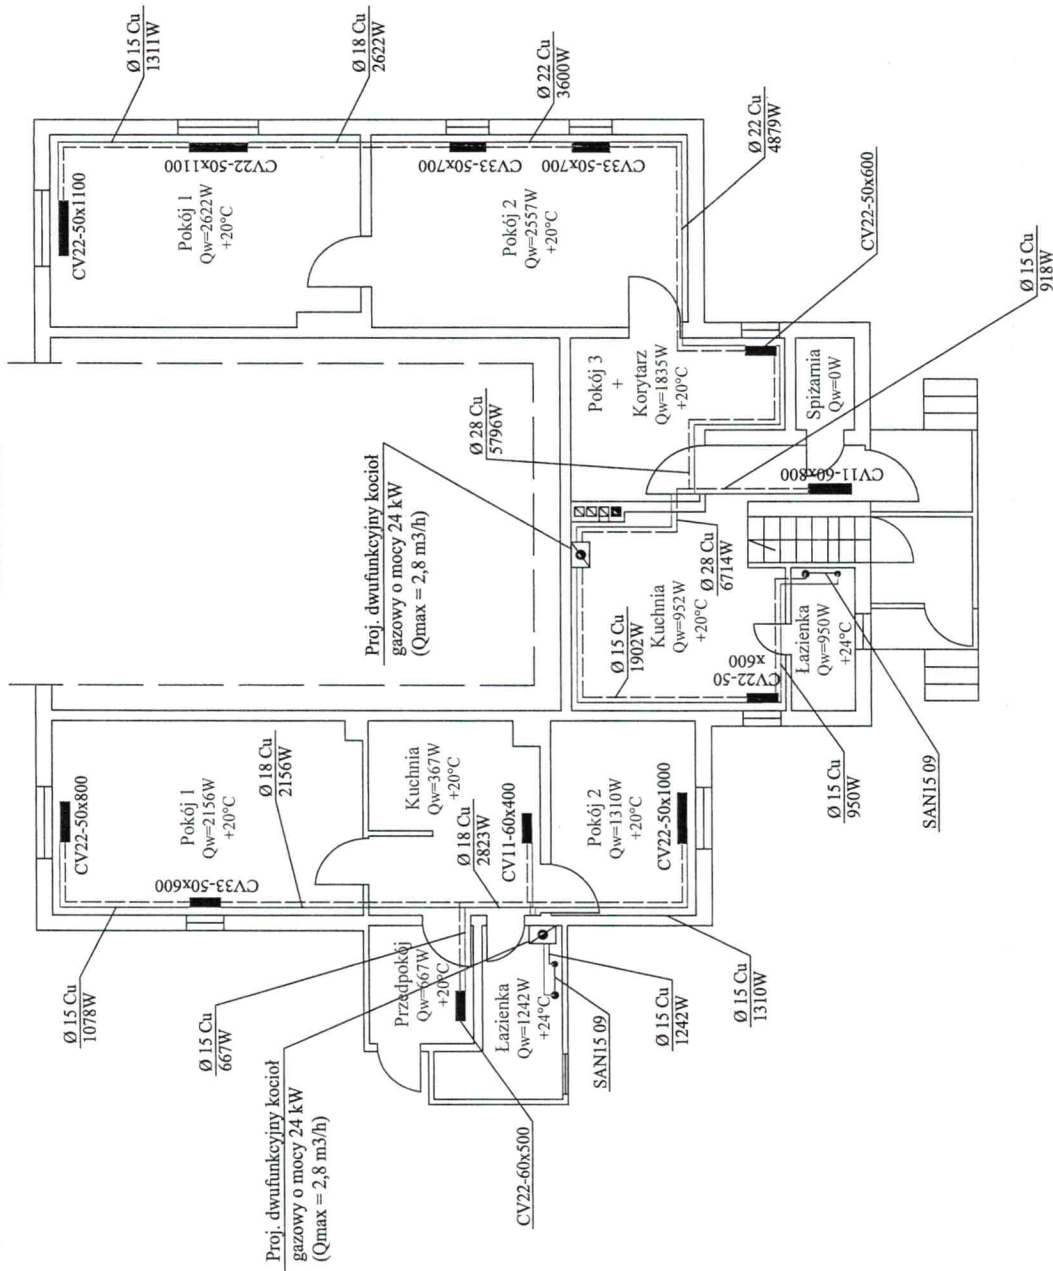 Ø 15 Cu
1311W
Ø 18 Cu
2622W
Ø 22 Cu
3600W
Ø 22 Cu
4879W
CV22-50x600
Ø 15 Cu
918W
CV22-50x1100
Pokój 1
Qw=2622W
+20°C
CV22-50x1100
Pokój 2
Qw=2557W
+20°C
CV33-50x700
CV33-50x700
Pokój 3
+
Korytarz
Qw=1835W
+20°C
Spiżarnia
Qw=0W
Ø 28 Cu
5796W
CV11-60x800
Proj. dwufunkcyjny kocioł
gazowy o mocy 24 kW
(Qmax = 2,8 m3/h)
Ø 28 Cu
6714W
Kuchnia
Qw=952W
+20°C
Ø 15 Cu
1902W
CV22-50
x600
Łazienka
Qw=950W
+24°C
Ø 15 Cu
950W
SAN15 09
CV22-50x800
Pokój 1
Qw=2156W
+20°C
CV33-50x600
Ø 18 Cu
2156W
Kuchnia
Qw=367W
+20°C
Ø 18 Cu
2823W
CV11-60x400
Pokój 2
Qw=1310W
+20°C
CV22-50x1000
Przedpokój
Qw=667W
+20°C
Łazienka
Qw=1242W
+24°C
Ø 15 Cu
1078W
Ø 15 Cu
667W
Proj. dwufunkcyjny kocioł
gazowy o mocy 24 kW
(Qmax = 2,8 m3/h)
CV22-60x500
SAN15 09
Ø 15 Cu
1242W
Ø 15 Cu
1310W